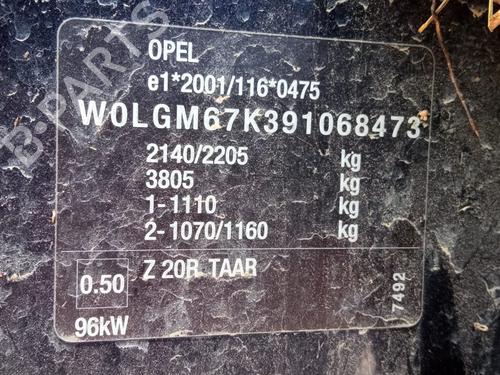 OPEL
e1*2001/116*0475
W0LGM67K391068473
2140/2205 kg
3805 kg
1-1110 kg
2-1070/1160 kg
0.50 Z 20R TAAR
96kW
7492
B-PARTS